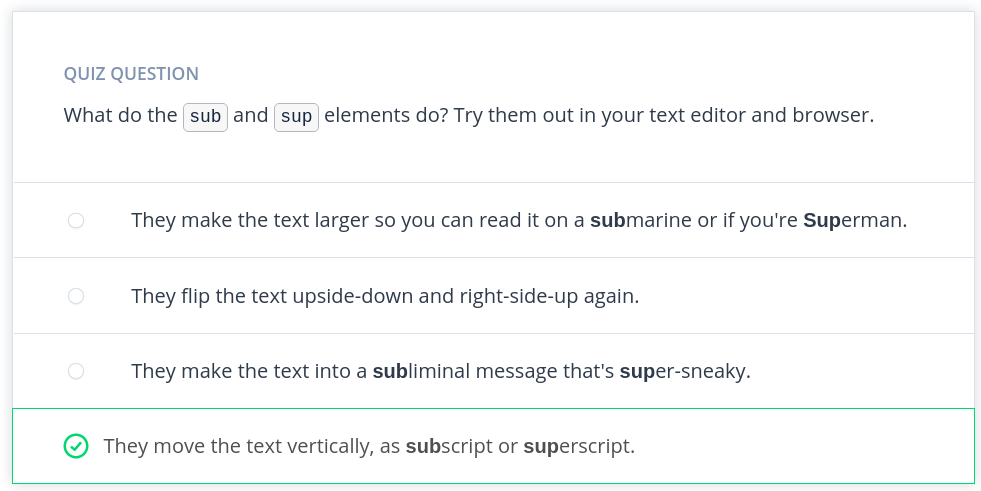 QUIZ QUESTION
What do the sub and sup elements do? Try them out in your text editor and browser.
They make the text larger so you can read it on a submarine or if you're Superman.
They flip the text upside-down and right-side-up again.
They make the text into a subliminal message that's super-sneaky.
They move the text vertically, as subscript or superscript.